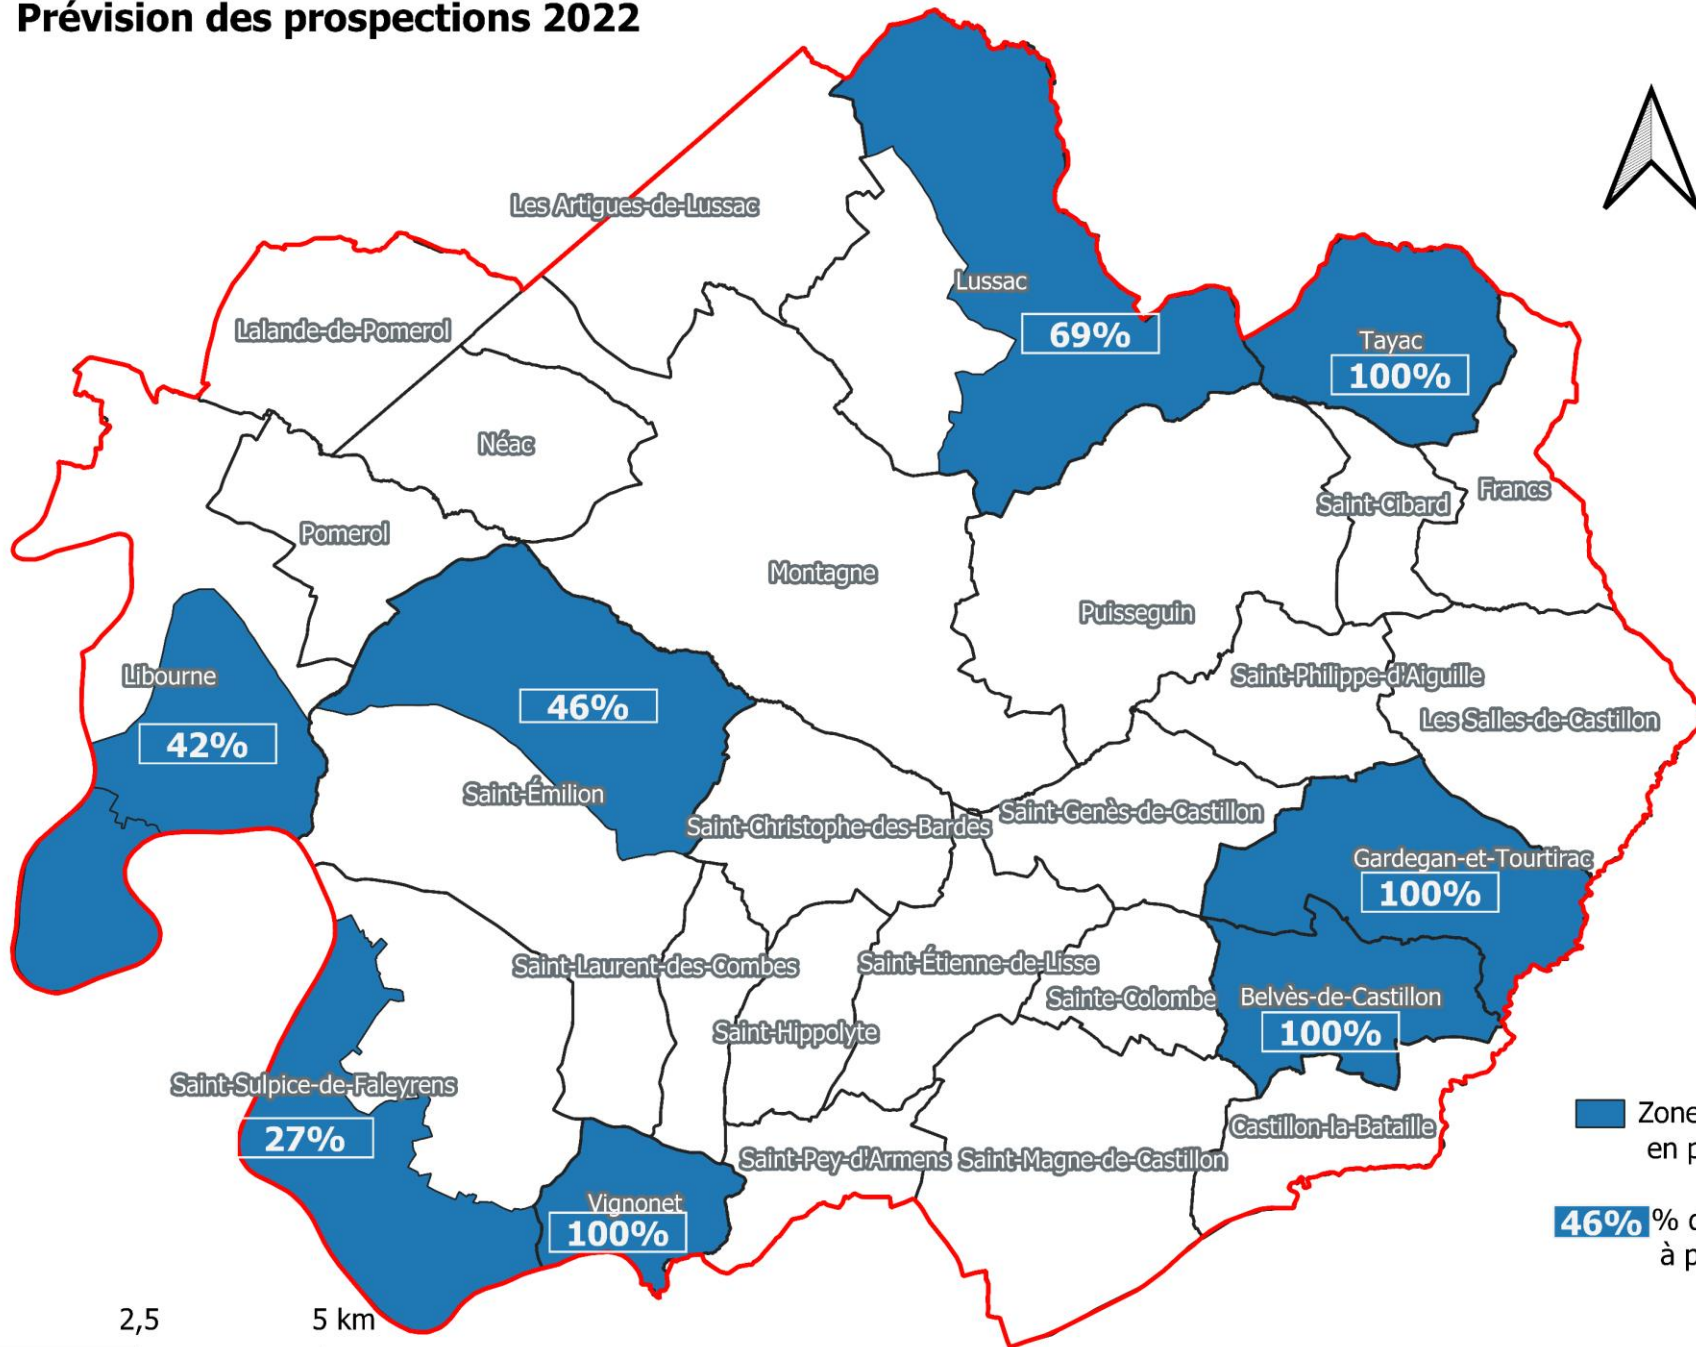 Prévision des prospections 2022
Les Artigues-de-Lussac
Lussac
69%
Lalande-de-Pomerol
Tayac
100%
Néac
Saint-Cibard
Francs
Pomerol
Montagne
Puisseguin
Libourne
42%
46%
Saint-Philippe-d'Aiguille
Les Salles-de-Castillon
Saint-Émilion
Saint-Christophe-des-Bardes
Saint-Genès-de-Castillon
Gardegan-et-Tourtirac
100%
Saint-Laurent-des-Combes
Saint-Étienne-de-Lisse
Sainte-Colombe
Belvès-de-Castillon
100%
Saint-Hippolyte
Saint-Sulpice-de-Faleyrens
27%
Castillon-la-Bataille
Saint-Pey-d'Armens
Saint-Magne-de-Castillon
Vignonet
100%
Zone
en p
46% % 
à p
2,5 5 km